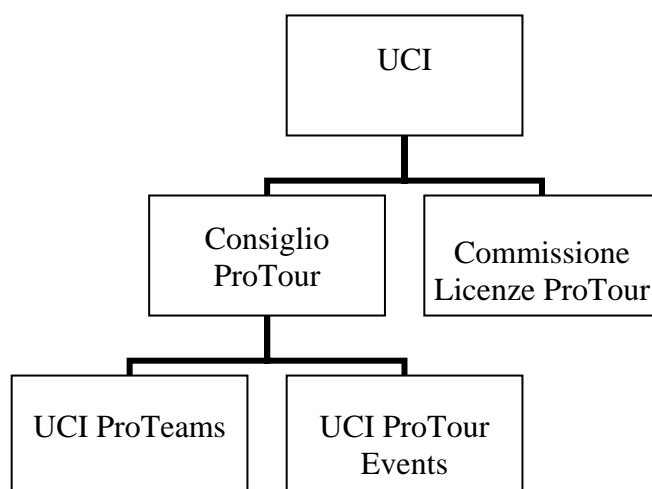 UCI
Consiglio
ProTour
Commissione
Licenze ProTour
UCI ProTeams
UCI ProTour
Events